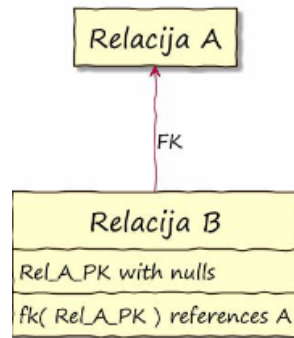 Relacija A
FK
Relacija B
Rel_A_PK with nulls
fk( Rel_A_PK ) references A